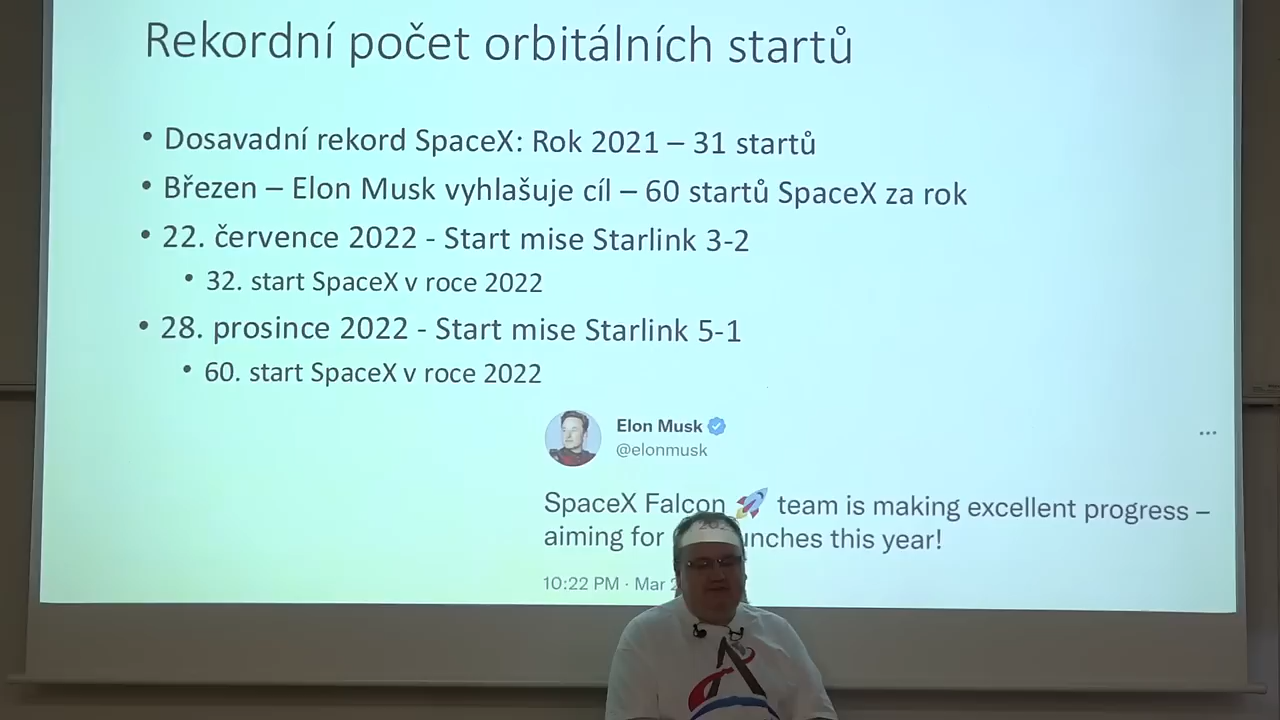 Rekordní počet orbitálních startů
• Dosavadní rekord SpaceX: Rok 2021 – 31 startů
• Březen – Elon Musk vyhlašuje cíl – 60 startů SpaceX za rok
• 22. července 2022 - Start mise Starlink 3-2
• 32. start SpaceX v roce 2022
• 28. prosince 2022 - Start mise Starlink 5-1
• 60. start SpaceX v roce 2022
Elon Musk
@elonmusk
SpaceX Falcon 🚀 team is making excellent progress –
aiming for unches this year!
10:22 PM · Mar